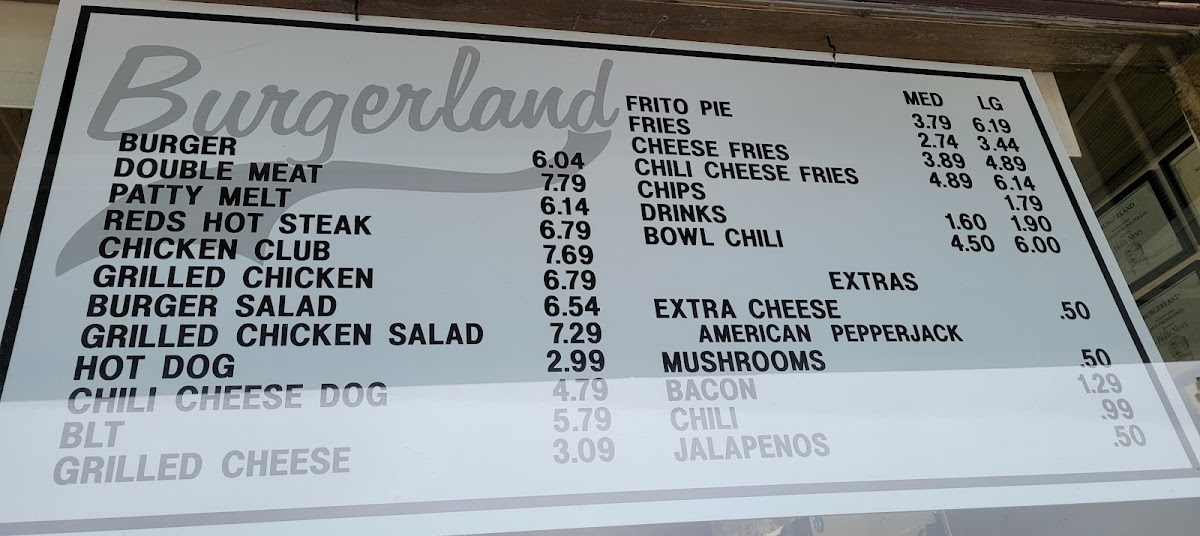 Burgerland
BURGER 6.04
DOUBLE MEAT 7.79
PATTY MELT 6.14
REDS HOT STEAK 6.79
CHICKEN CLUB 7.69
GRILLED CHICKEN 6.79
BURGER SALAD 6.54
GRILLED CHICKEN SALAD 7.29
HOT DOG 2.99
CHILI CHEESE DOG 4.79
BLT 5.79
GRILLED CHEESE 3.09
MED LG
FRITO PIE 3.79 6.19
FRIES 2.74 3.44
CHEESE FRIES 3.89 4.89
CHILI CHEESE FRIES 4.89 6.14
CHIPS 1.79
DRINKS 1.60 1.90
BOWL CHILI 4.50 6.00
EXTRAS
EXTRA CHEESE .50
AMERICAN PEPPERJACK
MUSHROOMS .50
BACON 1.29
CHILI .99
JALAPENOS .50
BURGERLAND
BURGERLAND